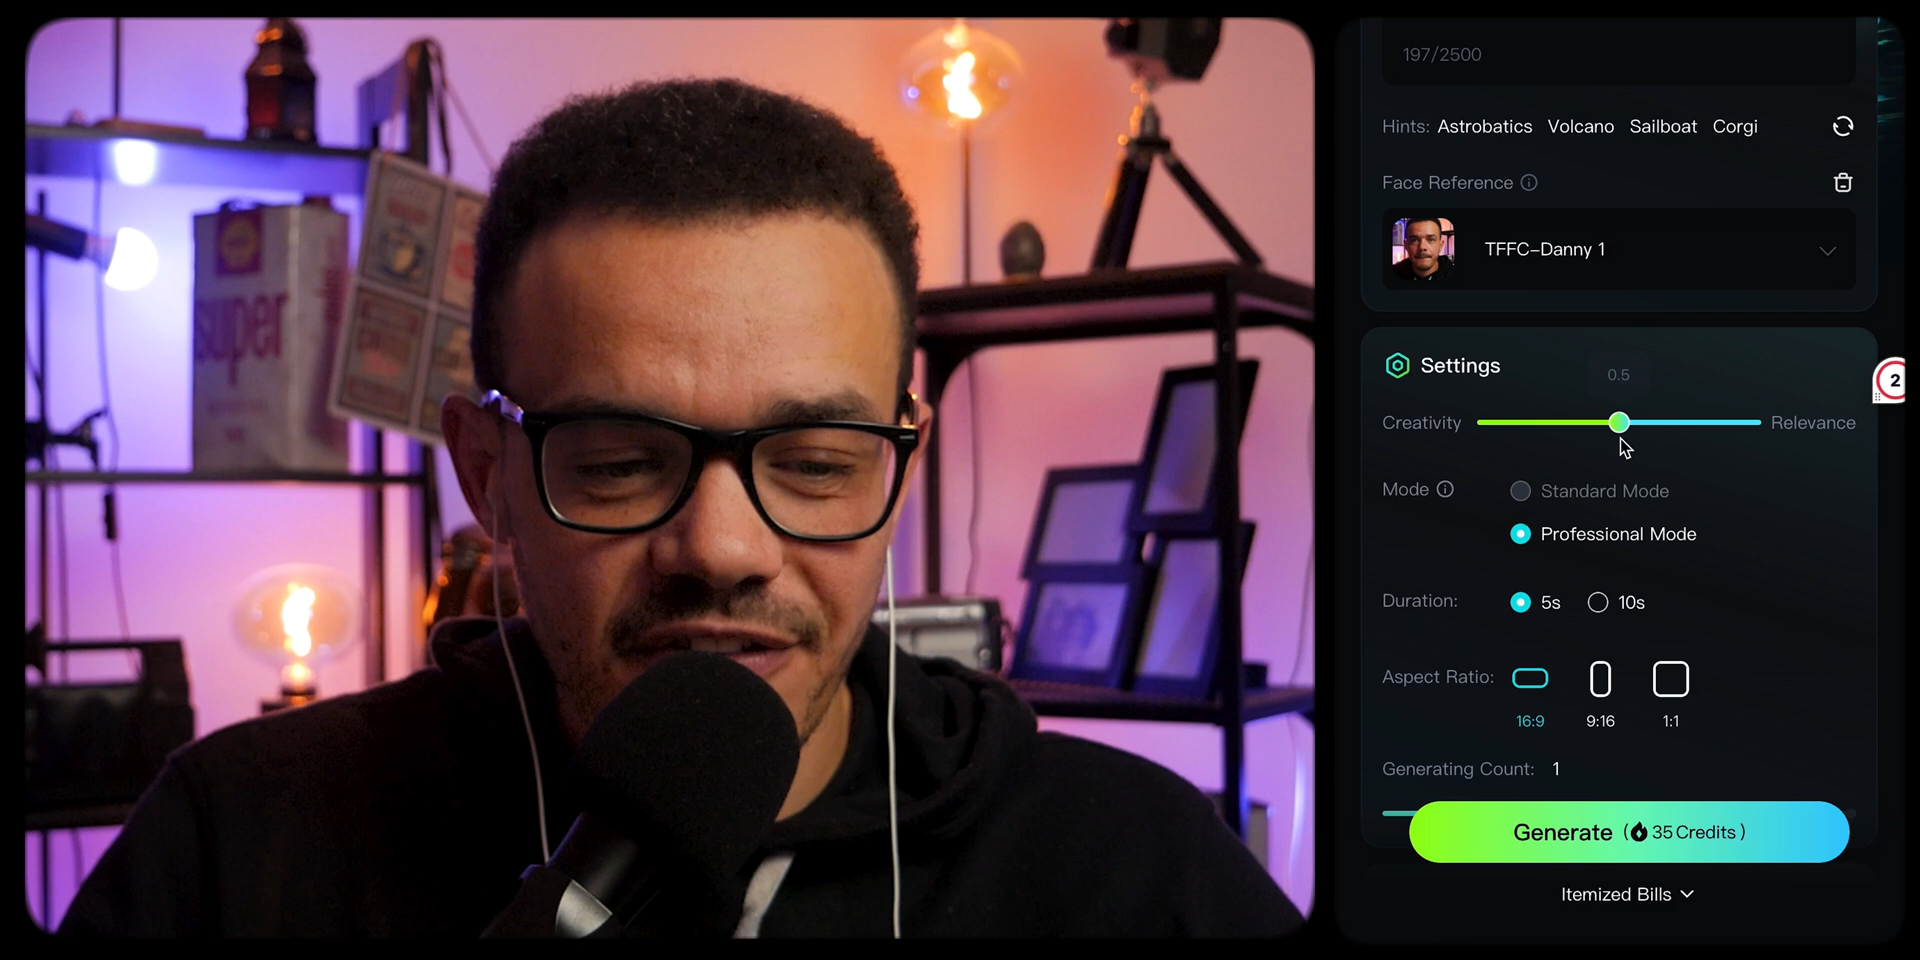 super
197/2500
Hints: Astrobatics Volcano Sailboat Corgi
Face Reference
TFFC-Danny 1
Settings
0.5
Creativity
Relevance
2
Mode
Standard Mode
Professional Mode
Duration: 5s 10s
Aspect Ratio:
16:9 9:16 1:1
Generating Count: 1
Generate ( 35 Credits )
Itemized Bills